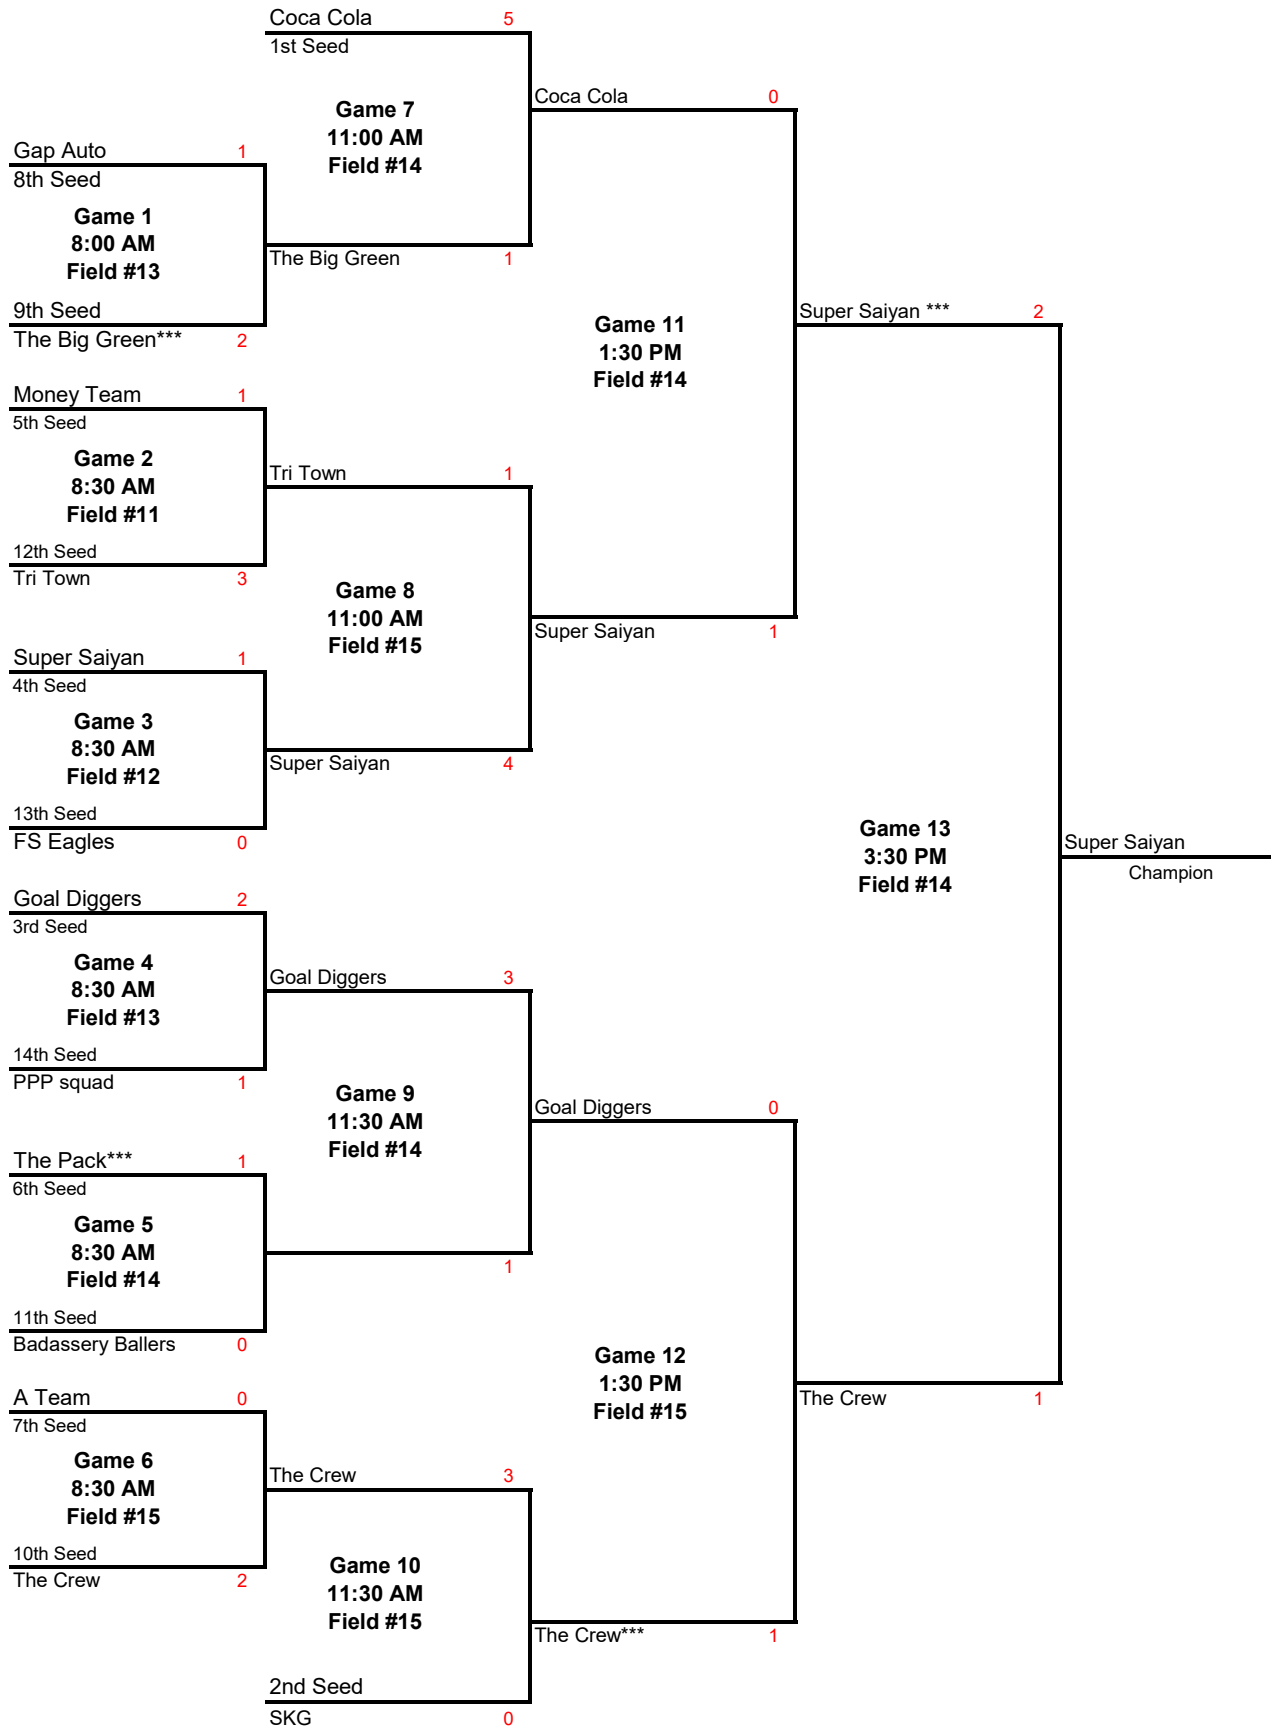 Coca Cola 5
1st Seed
Game 7
11:00 AM
Field #14
Coca Cola 0
Gap Auto 1
8th Seed
Game 1
8:00 AM
Field #13
The Big Green 1
9th Seed
The Big Green*** 2
Game 11
1:30 PM
Field #14
Super Saiyan *** 2
Money Team 1
5th Seed
Game 2
8:30 AM
Field #11
Tri Town 1
12th Seed
Tri Town 3
Game 8
11:00 AM
Field #15
Super Saiyan 1
Super Saiyan 1
4th Seed
Game 3
8:30 AM
Field #12
Super Saiyan 4
13th Seed
FS Eagles 0
Game 13
3:30 PM
Field #14
Super Saiyan
Champion
Goal Diggers 2
3rd Seed
Game 4
8:30 AM
Field #13
Goal Diggers 3
14th Seed
PPP squad 1
Game 9
11:30 AM
Field #14
Goal Diggers 0
The Pack*** 1
6th Seed
Game 5
8:30 AM
Field #14
1
11th Seed
Badassery Ballers 0
Game 12
1:30 PM
Field #15
The Crew 1
A Team 0
7th Seed
Game 6
8:30 AM
Field #15
The Crew 3
10th Seed
The Crew 2
Game 10
11:30 AM
Field #15
The Crew*** 1
2nd Seed
SKG 0